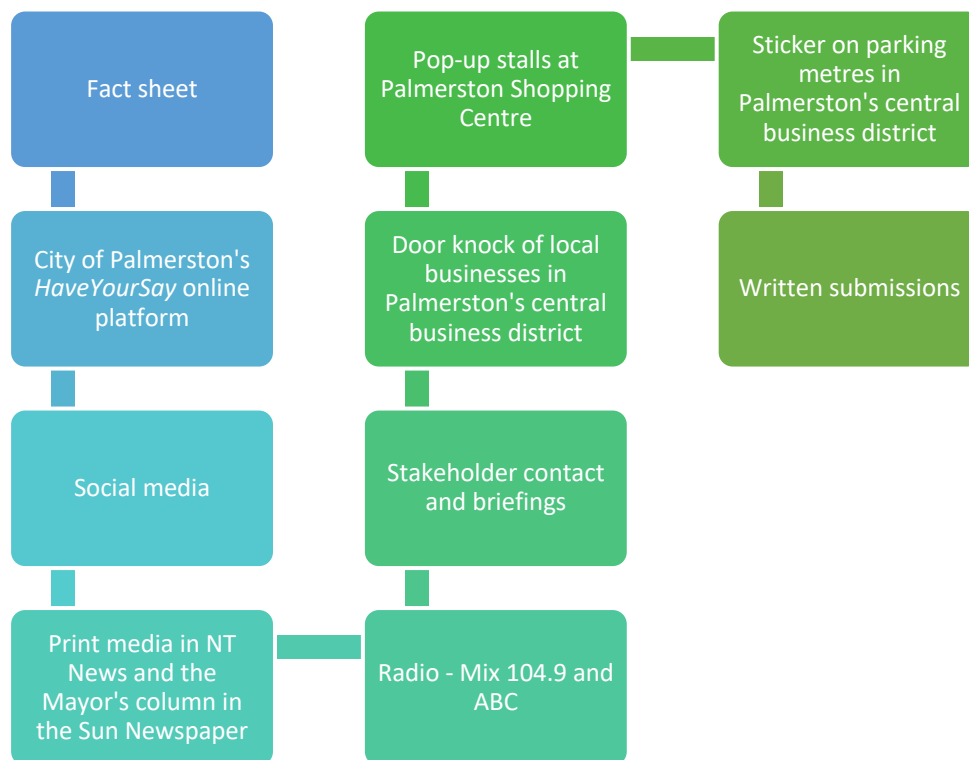 Fact sheet
City of Palmerston's
HaveYourSay online
platform
Social media
Print media in NT
News and the
Mayor's column in
the Sun Newspaper
Radio - Mix 104.9 and
ABC
Stakeholder contact
and briefings
Door knock of local
businesses in
Palmerston's central
business district
Pop-up stalls at
Palmerston Shopping
Centre
Sticker on parking
metres in
Palmerston's central
business district
Written submissions